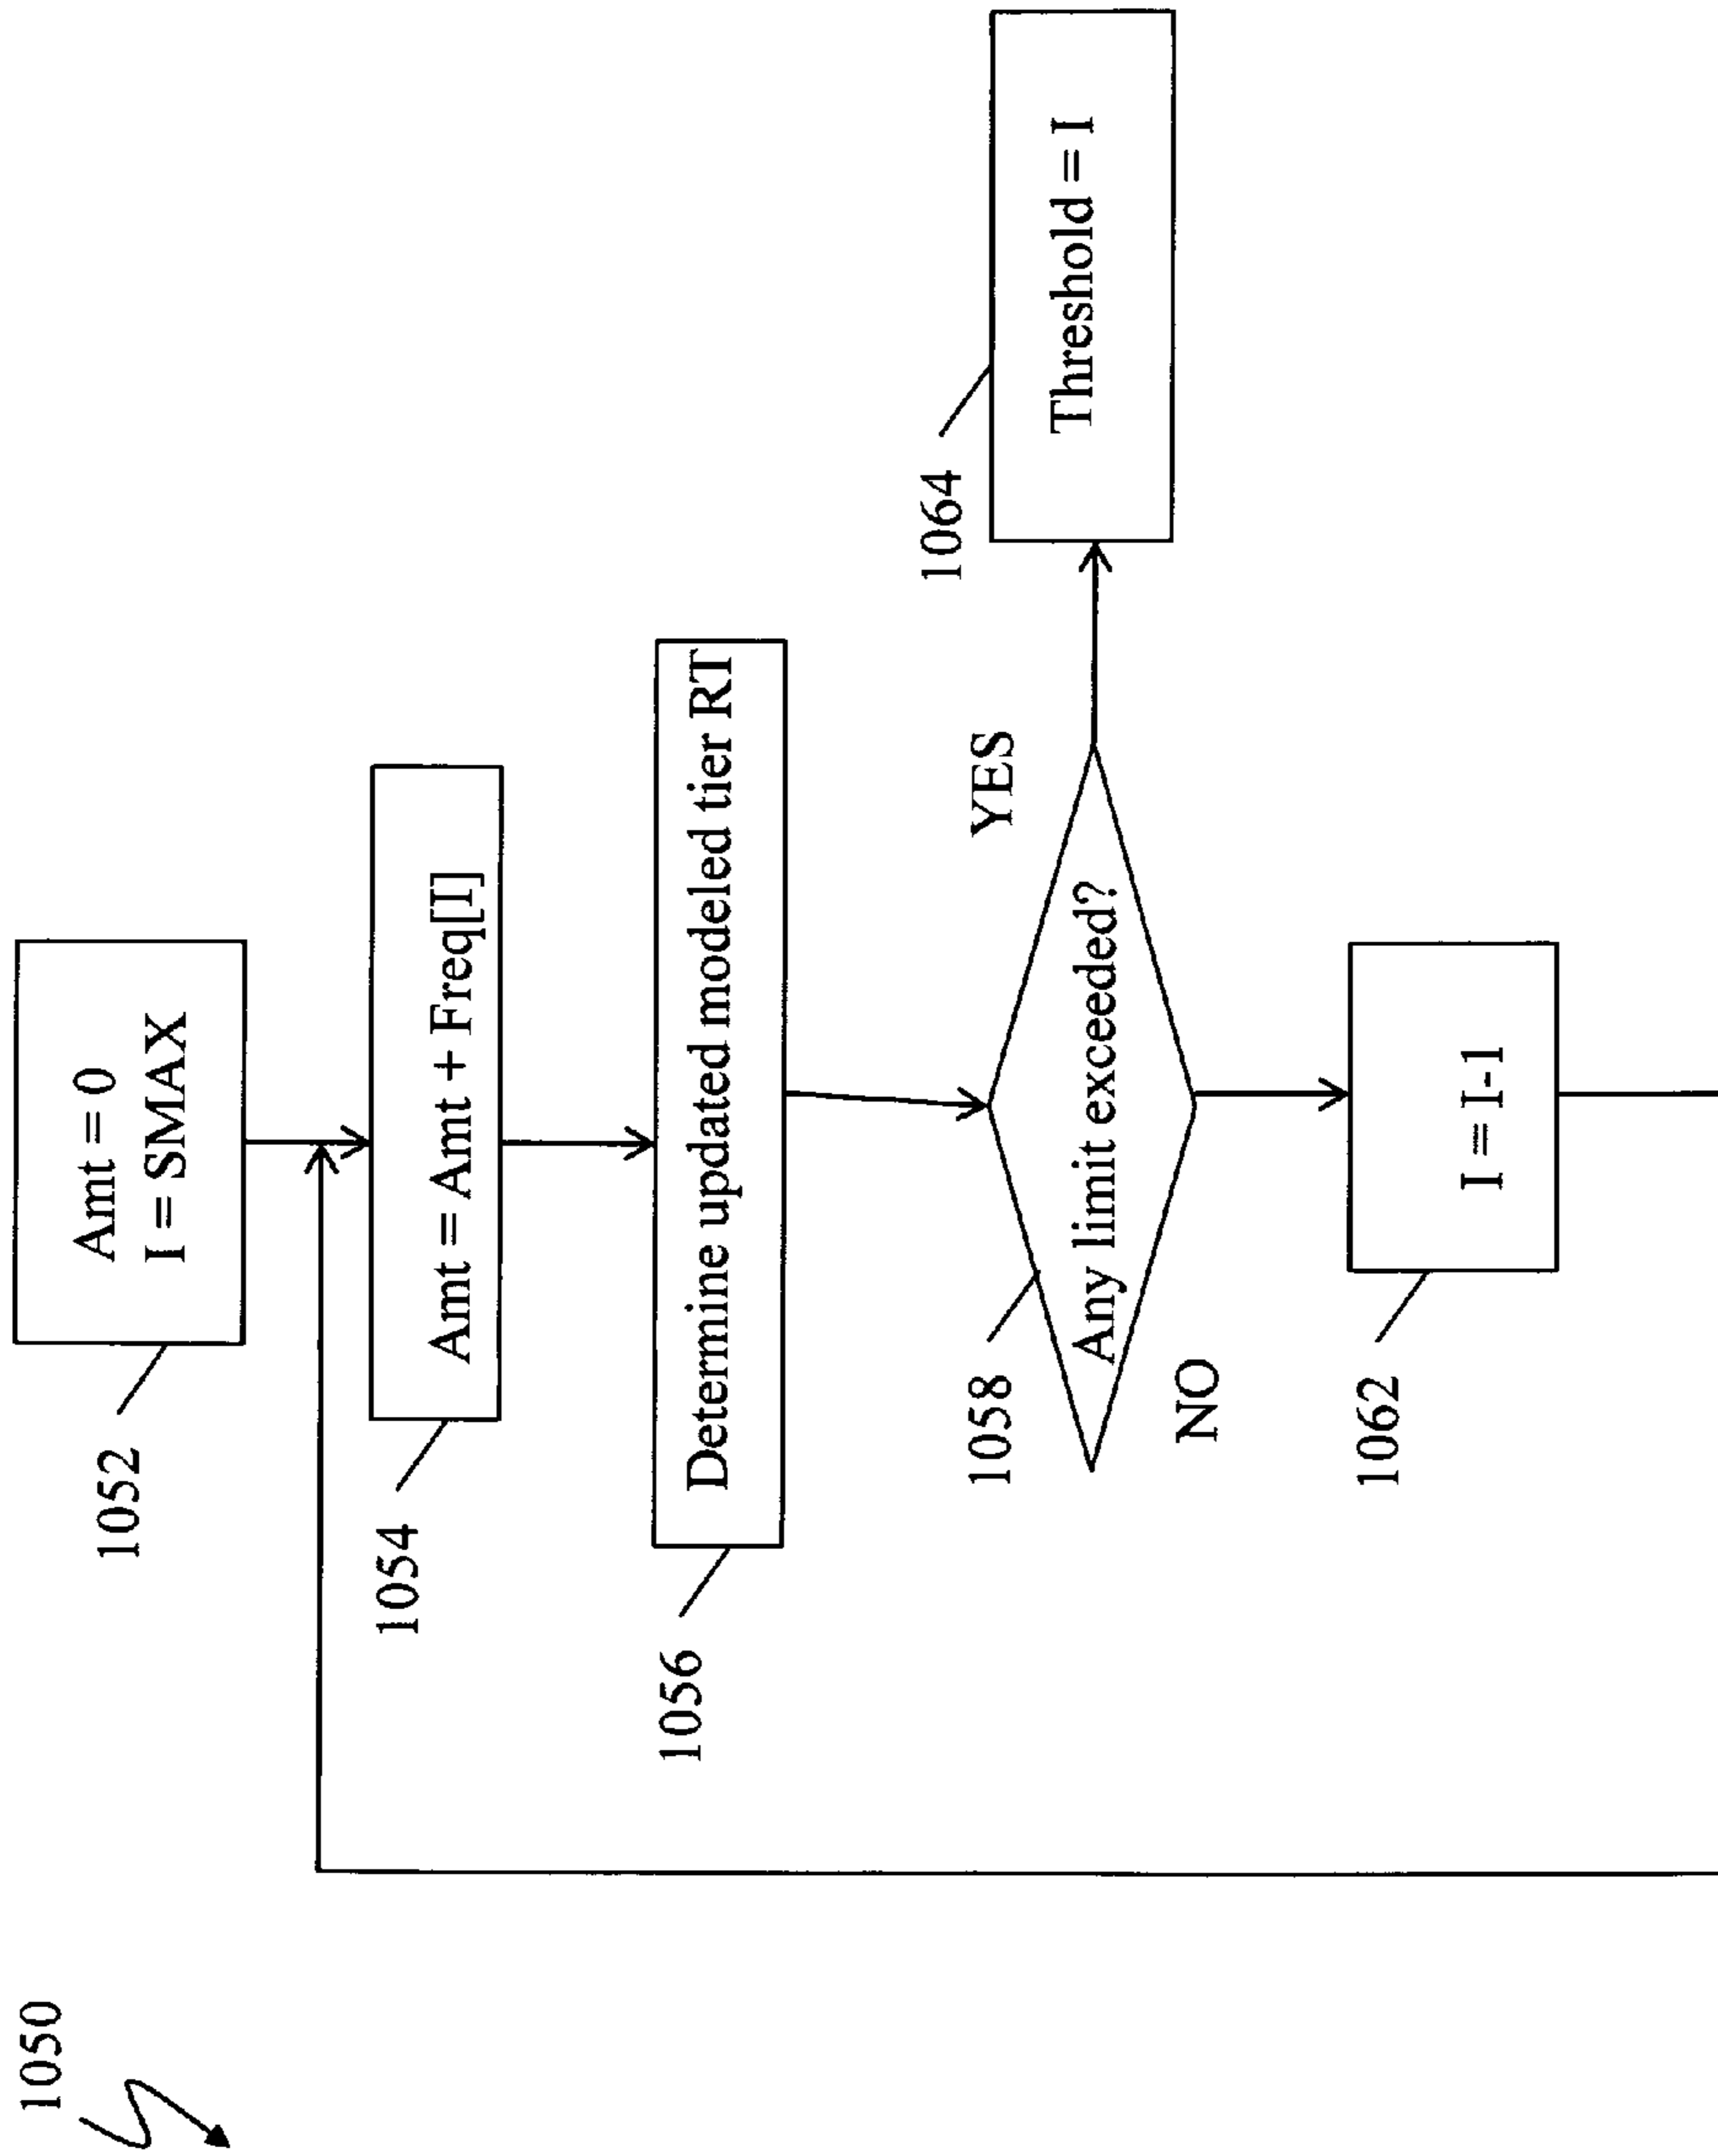 1050
1052
Amt = 0
I = SMAX
1054
Amt = Amt + Freq[I]
1056
Determine updated modeled tier RT
1058
Any limit exceeded?
YES
NO
1064
Threshold = I
1062
I = I-1